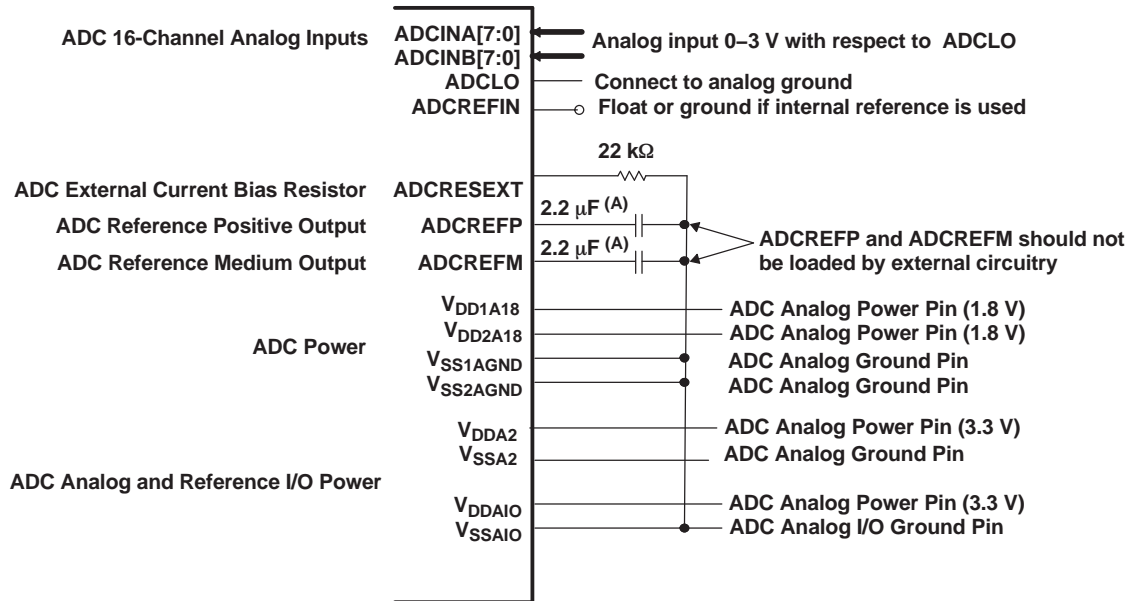 ADC 16-Channel Analog Inputs
ADCINA[7:0]
ADCINB[7:0]
Analog input 0–3 V with respect to ADCLO
ADCLO
Connect to analog ground
ADCREFIN
Float or ground if internal reference is used
22 kΩ
ADC External Current Bias Resistor
ADCRESEXT
ADC Reference Positive Output
ADCREFP
2.2 μF (A)
ADC Reference Medium Output
ADCREFM
2.2 μF (A)
ADCREFP and ADCREFM should not
be loaded by external circuitry
ADC Power
VDD1A18
ADC Analog Power Pin (1.8 V)
VDD2A18
ADC Analog Power Pin (1.8 V)
VSS1AGND
ADC Analog Ground Pin
VSS2AGND
ADC Analog Ground Pin
ADC Analog and Reference I/O Power
VDDA2
ADC Analog Power Pin (3.3 V)
VSSA2
ADC Analog Ground Pin
VDDAIO
ADC Analog Power Pin (3.3 V)
VSSAIO
ADC Analog I/O Ground Pin